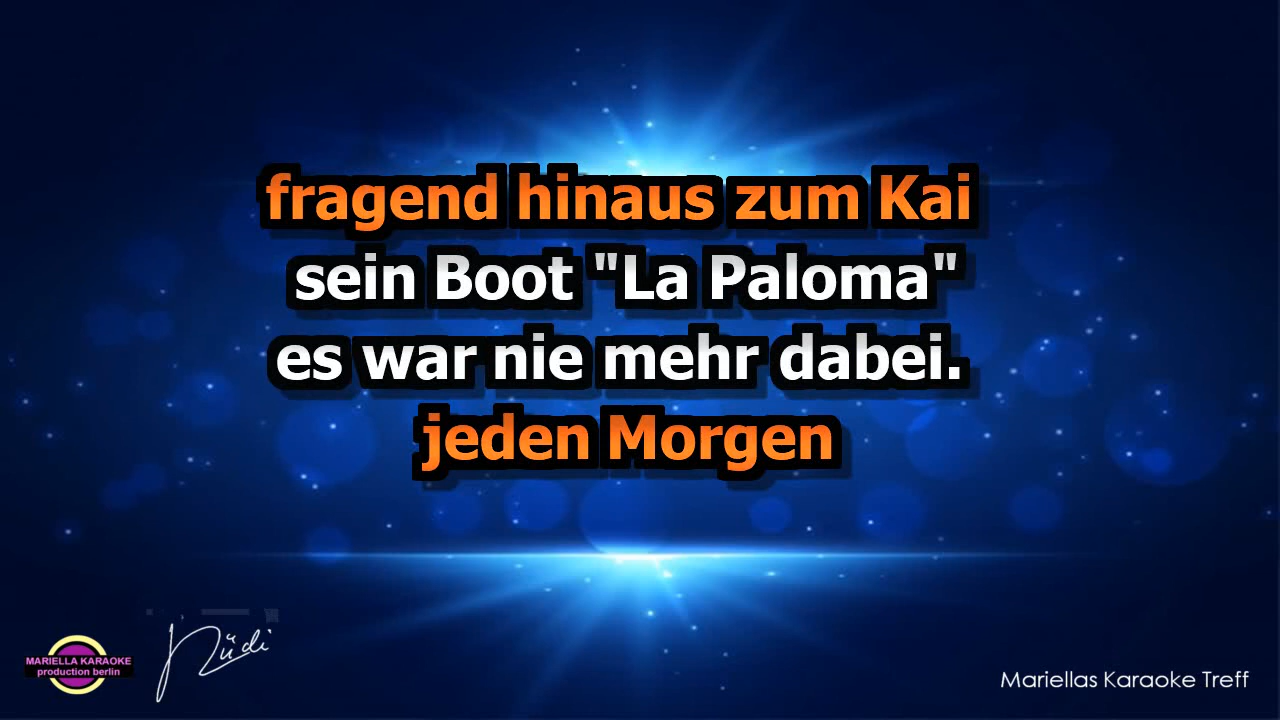 fragend hinaus zum Kai
sein Boot "La Paloma"
es war nie mehr dabei.
jeden Morgen
Rüdi
MARIELLA KARAOKE
production berlin
Mariellas Karaoke Treff